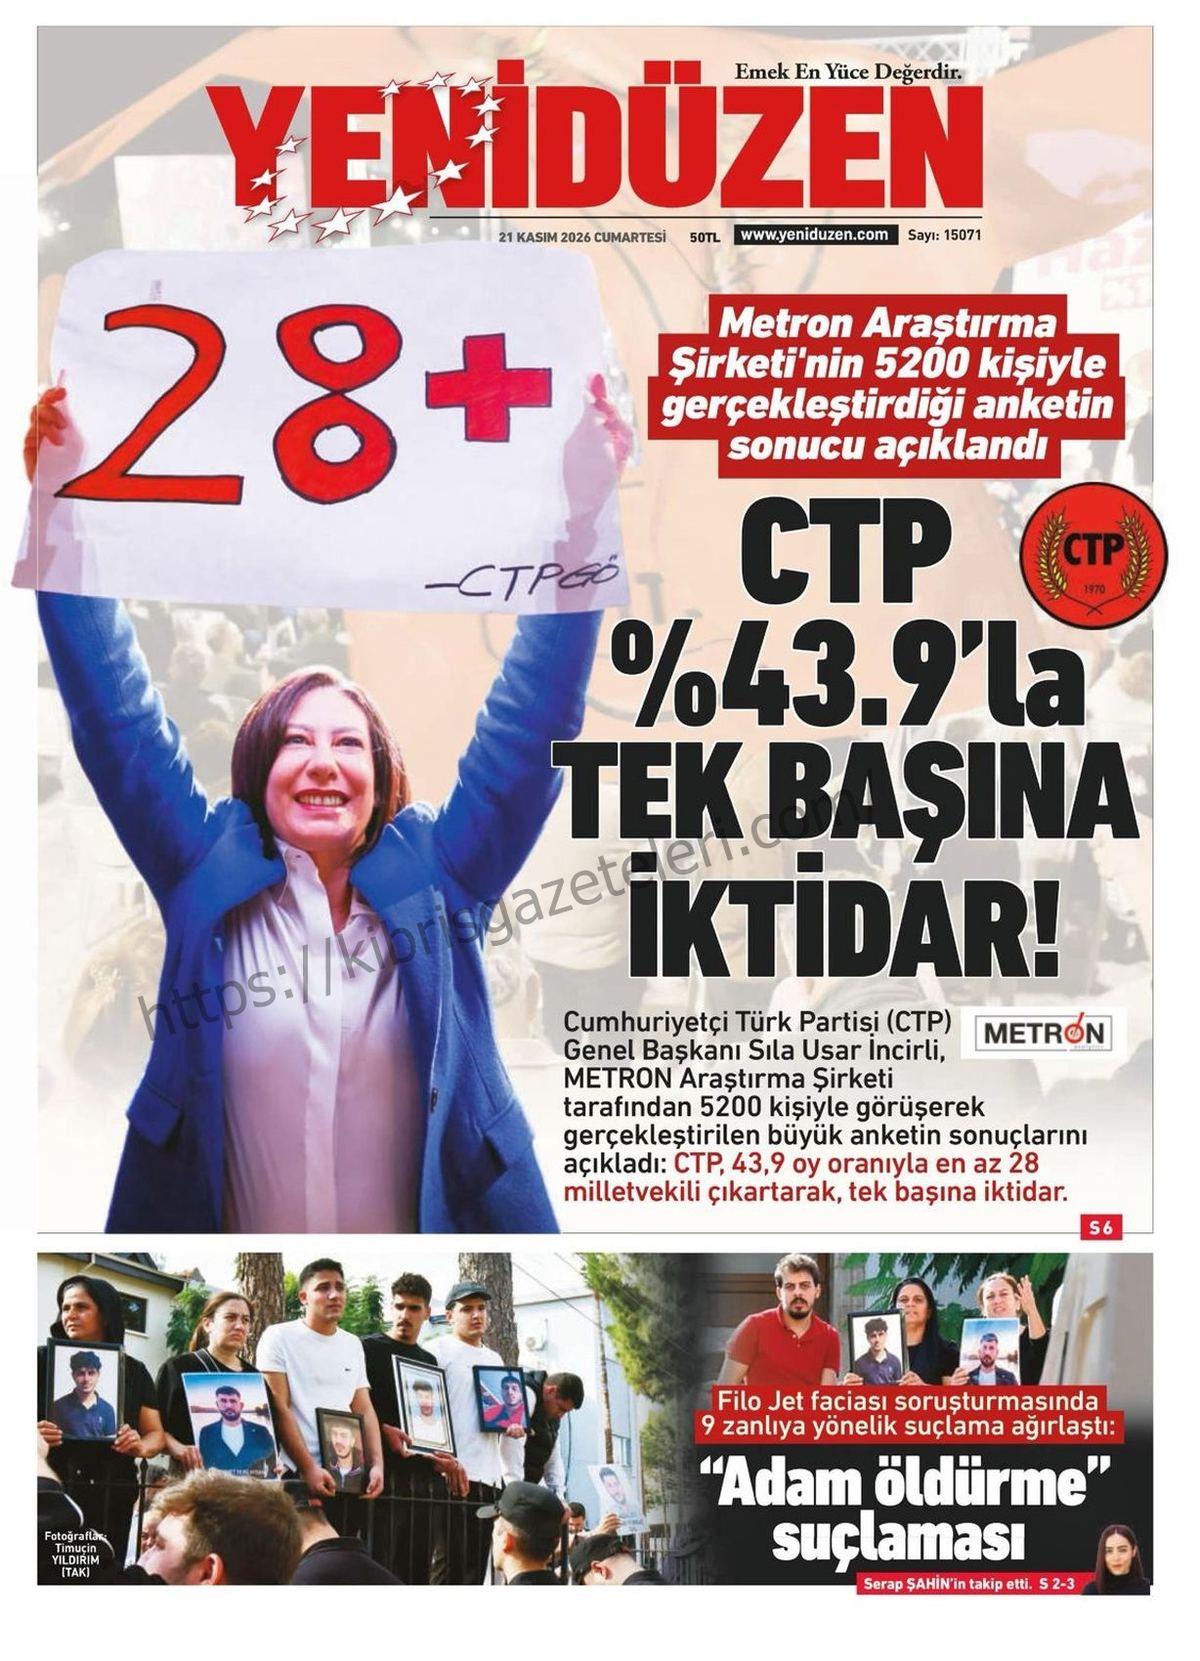 Emek En Yüce Değerdir.
YENİDÜZEN
21 KASIM 2026 CUMARTESİ 50TL www.yeniduzen.com Sayı: 15071
28+
-CTPGÖ
Metron Araştırma
Şirketi'nin 5200 kişiyle
gerçekleştirdiği anketin
sonucu açıklandı
CTP
1970
CTP
%43.9'la
TEK BAŞINA
İKTİDAR!
https://kibrisgazeteleri.com/
Cumhuriyetçi Türk Partisi (CTP)
Genel Başkanı Sıla Usar İncirli,
METRON Araştırma Şirketi
tarafından 5200 kişiyle görüşerek
gerçekleştirilen büyük anketin sonuçlarını
açıkladı: CTP, 43,9 oy oranıyla en az 28
milletvekili çıkartarak, tek başına iktidar.
METRON
S 6
Filo Jet faciası soruşturmasında
9 zanlıya yönelik suçlama ağırlaştı:
“Adam öldürme”
suçlaması
Serap ŞAHİN'in takip etti. S 2-3
Fotoğraflar:
Timuçin
YILDIRIM
(TAK)